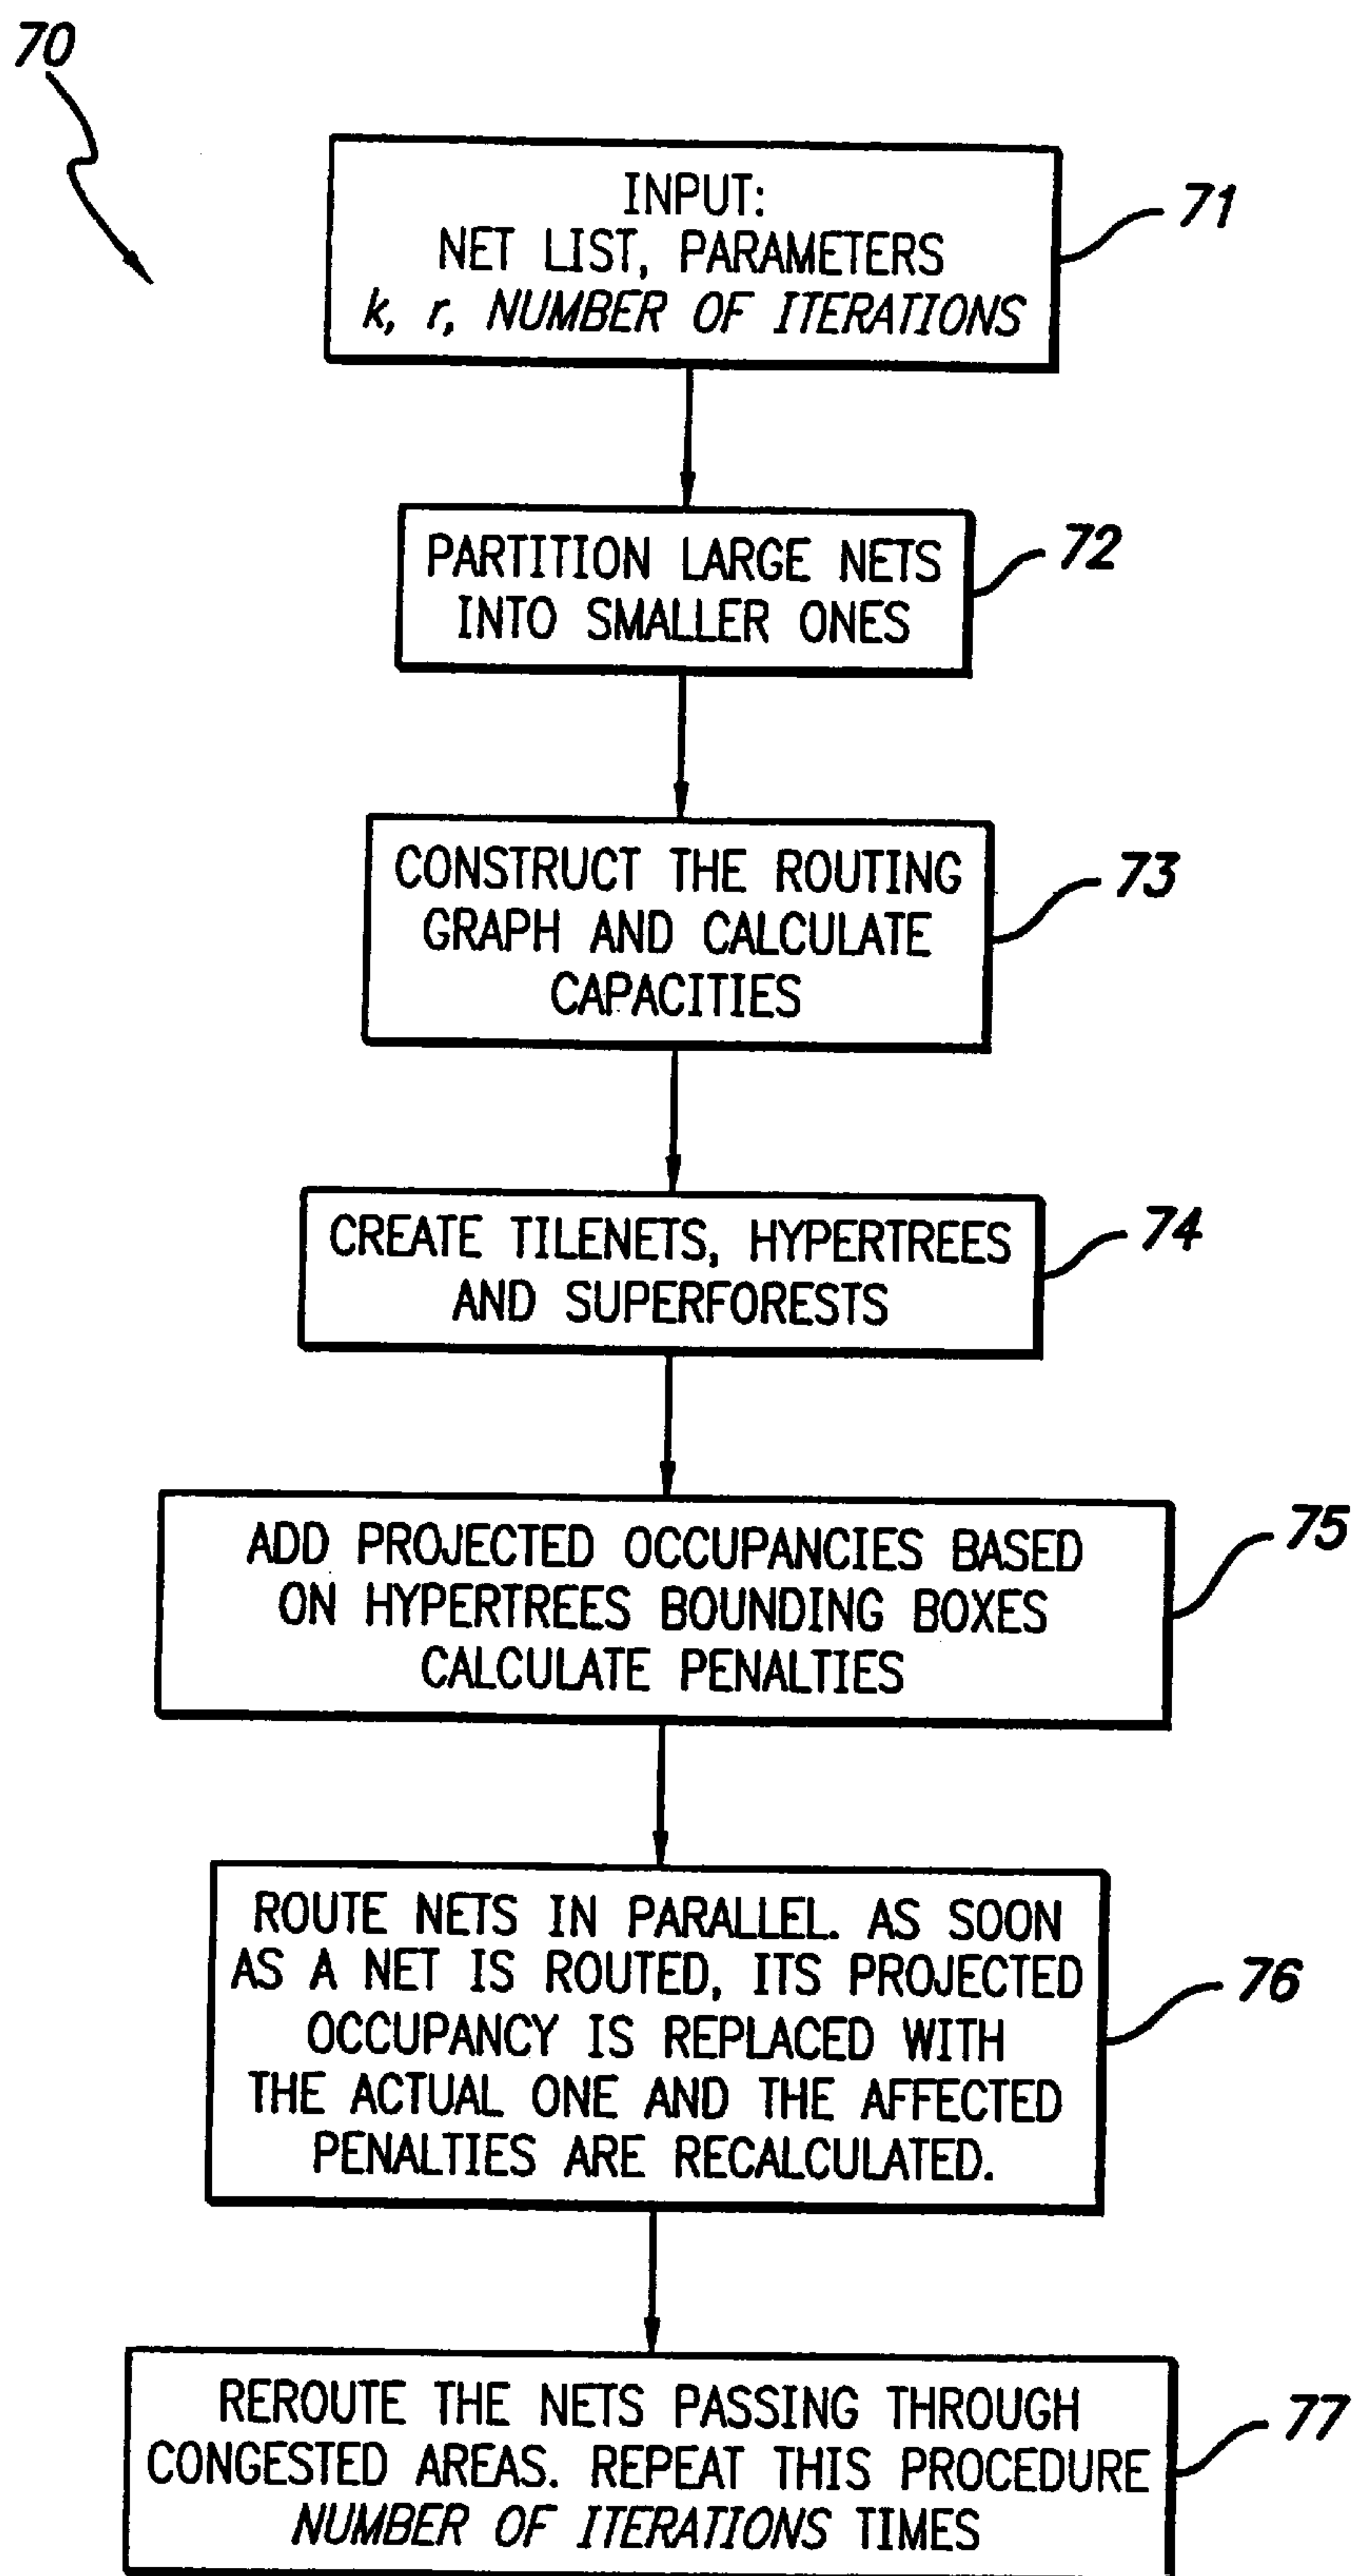 70
INPUT:
NET LIST, PARAMETERS
k, r, NUMBER OF ITERATIONS
71
PARTITION LARGE NETS
INTO SMALLER ONES
72
CONSTRUCT THE ROUTING
GRAPH AND CALCULATE
CAPACITIES
73
CREATE TILENETS, HYPERTREES
AND SUPERFORESTS
74
ADD PROJECTED OCCUPANCIES BASED
ON HYPERTREES BOUNDING BOXES
CALCULATE PENALTIES
75
ROUTE NETS IN PARALLEL. AS SOON
AS A NET IS ROUTED, ITS PROJECTED
OCCUPANCY IS REPLACED WITH
THE ACTUAL ONE AND THE AFFECTED
PENALTIES ARE RECALCULATED.
76
REROUTE THE NETS PASSING THROUGH
CONGESTED AREAS. REPEAT THIS PROCEDURE
NUMBER OF ITERATIONS TIMES
77